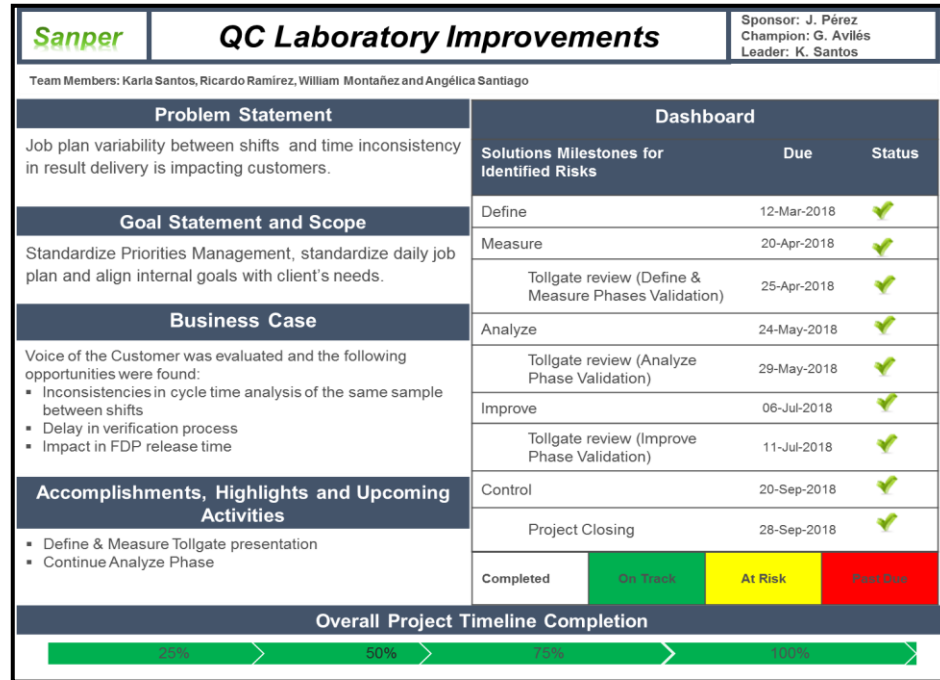 Sanper
QC Laboratory Improvements
Sponsor: J. Pérez
Champion: G. Avilés
Leader: K. Santos
Team Members: Karla Santos, Ricardo Ramírez, William Montañez and Angélica Santiago
Problem Statement
Job plan variability between shifts and time inconsistency
in result delivery is impacting customers.
Goal Statement and Scope
Standardize Priorities Management, standardize daily job
plan and align internal goals with client's needs.
Business Case
Voice of the Customer was evaluated and the following
opportunities were found:
▪ Inconsistencies in cycle time analysis of the same sample
between shifts
▪ Delay in verification process
▪ Impact in FDP release time
Accomplishments, Highlights and Upcoming
Activities
▪ Define & Measure Tollgate presentation
▪ Continue Analyze Phase
Dashboard
Solutions Milestones for Due Status
Identified Risks
Define 12-Mar-2018
Measure 20-Apr-2018
Tollgate review (Define &
Measure Phases Validation) 25-Apr-2018
Analyze 24-May-2018
Tollgate review (Analyze
Phase Validation) 29-May-2018
Improve 06-Jul-2018
Tollgate review (Improve
Phase Validation) 11-Jul-2018
Control 20-Sep-2018
Project Closing 28-Sep-2018
Completed On Track At Risk Past Due
Overall Project Timeline Completion
25% 50% 75% 100%